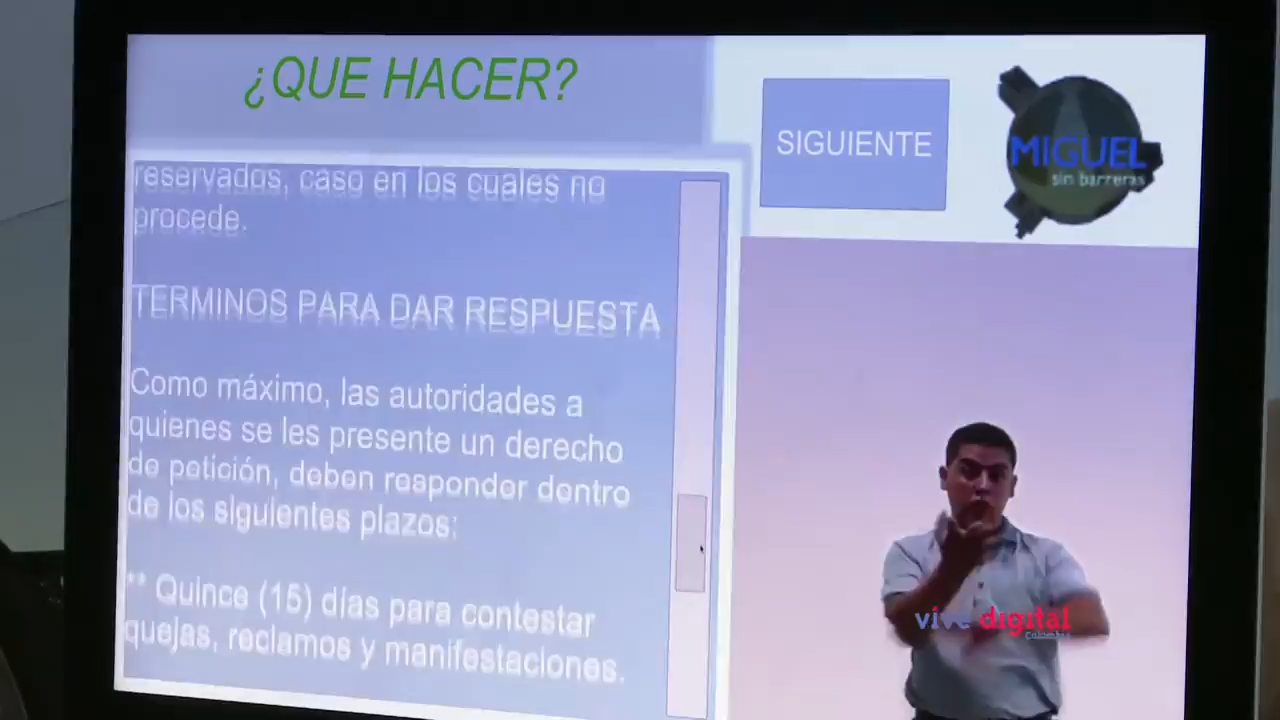 ¿QUE HACER?
SIGUIENTE
MIGUEL
sin barreras
reservados, caso en los cuales no
procede.
TERMINOS PARA DAR RESPUESTA
Como máximo, las autoridades a
quienes se les presente un derecho
de petición, deben responder dentro
de los siguientes plazos:
** Quince (15) días para contestar
quejas, reclamos y manifestaciones.
vive digital
Colombia